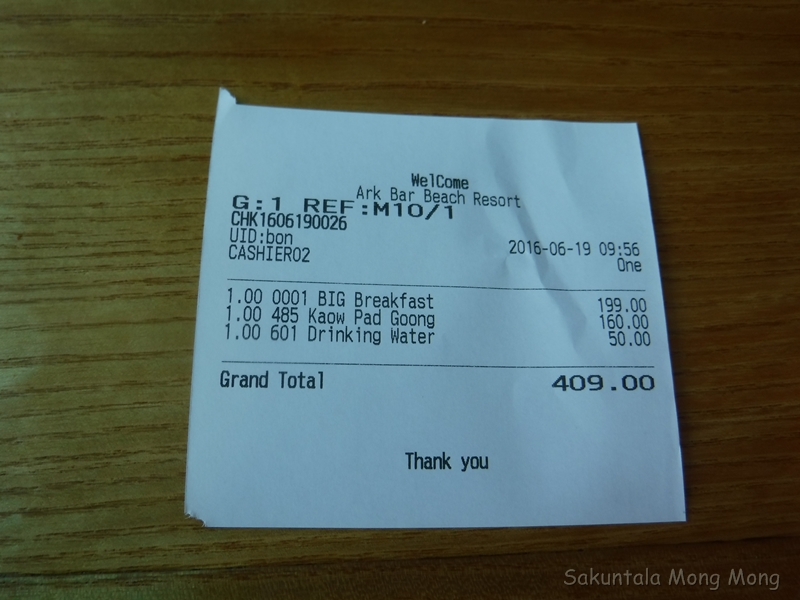 WelCome
Ark Bar Beach Resort
G:1 REF:M10/1
CHK1606190026
UID:bon 2016-06-19 09:56
CASHIER02 One
1.00 0001 BIG Breakfast 199.00
1.00 485 Kaow Pad Goong 160.00
1.00 601 Drinking Water 50.00
Grand Total 409.00
Thank you
Sakuntala Mong Mong